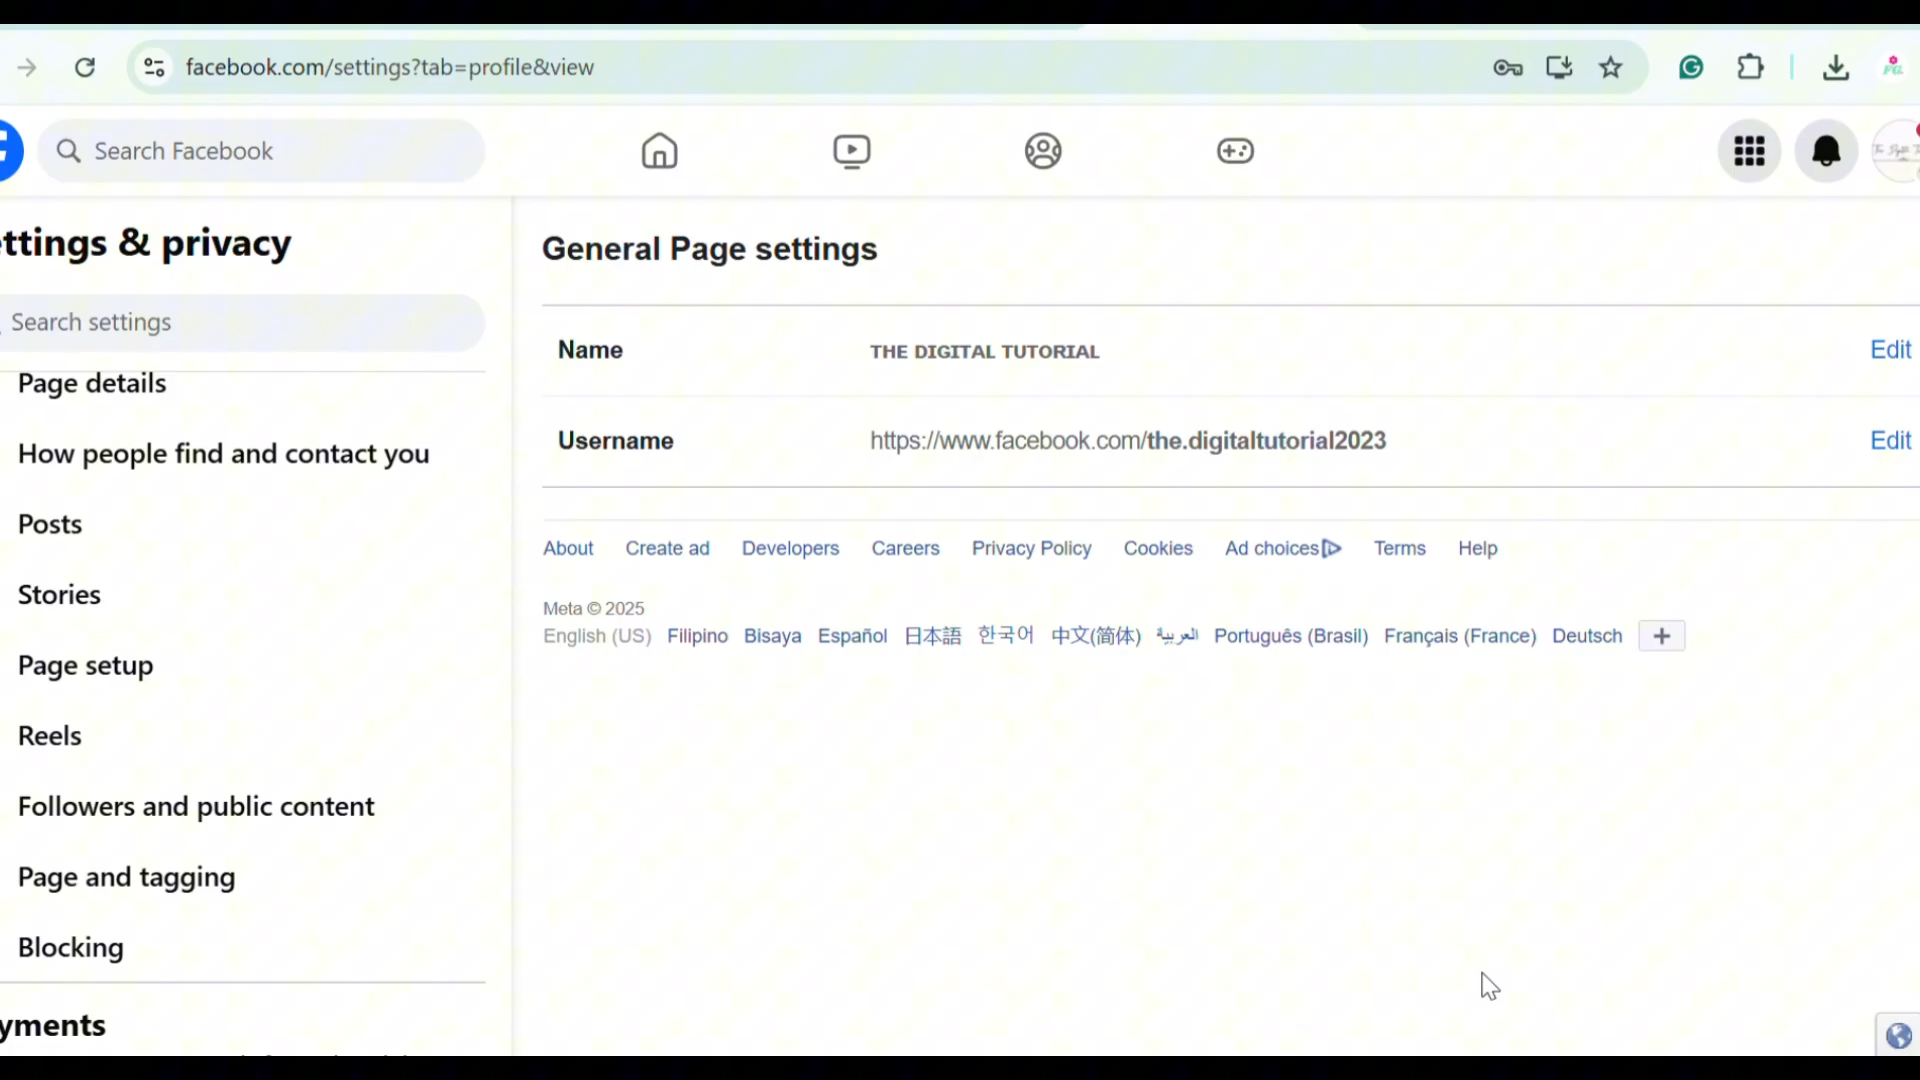 facebook.com/settings?tab=profile&view
Search Facebook
ettings & privacy
Search settings
Page details
How people find and contact you
Posts
Stories
Page setup
Reels
Followers and public content
Page and tagging
Blocking
yments
General Page settings
Name THE DIGITAL TUTORIAL Edit
Username https://www.facebook.com/the.digitaltutorial2023 Edit
About Create ad Developers Careers Privacy Policy Cookies Ad choices Terms Help
Meta © 2025
English (US) Filipino Bisaya Español 日本語 한국어 中文(简体) العربية Português (Brasil) Français (France) Deutsch